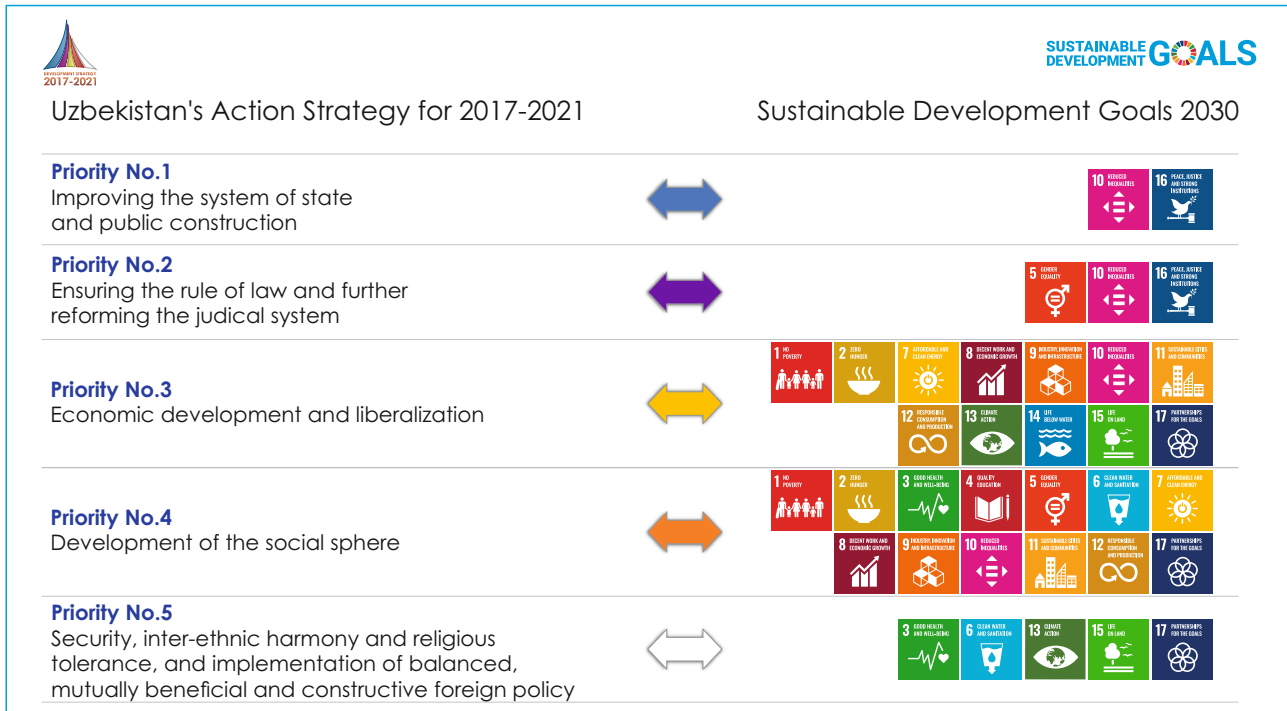 DEVELOPMENT STRATEGY
2017-2021
SUSTAINABLE
DEVELOPMENT GOALS
Uzbekistan's Action Strategy for 2017-2021
Sustainable Development Goals 2030
Priority No.1
Improving the system of state
and public construction
10 REDUCED
INEQUALITIES
16 PEACE, JUSTICE
AND STRONG
INSTITUTIONS
Priority No.2
Ensuring the rule of law and further
reforming the judical system
5 GENDER
EQUALITY
10 REDUCED
INEQUALITIES
16 PEACE, JUSTICE
AND STRONG
INSTITUTIONS
Priority No.3
Economic development and liberalization
1 NO
POVERTY
2 ZERO
HUNGER
7 AFFORDABLE AND
CLEAN ENERGY
8 DECENT WORK AND
ECONOMIC GROWTH
9 INDUSTRY, INNOVATION
AND INFRASTRUCTURE
10 REDUCED
INEQUALITIES
11 SUSTAINABLE CITIES
AND COMMUNITIES
12 RESPONSIBLE
CONSUMPTION
AND PRODUCTION
13 CLIMATE
ACTION
14 LIFE
BELOW WATER
15 LIFE
ON LAND
17 PARTNERSHIPS
FOR THE GOALS
Priority No.4
Development of the social sphere
1 NO
POVERTY
2 ZERO
HUNGER
3 GOOD HEALTH
AND WELL-BEING
4 QUALITY
EDUCATION
5 GENDER
EQUALITY
6 CLEAN WATER
AND SANITATION
7 AFFORDABLE AND
CLEAN ENERGY
8 DECENT WORK AND
ECONOMIC GROWTH
9 INDUSTRY, INNOVATION
AND INFRASTRUCTURE
10 REDUCED
INEQUALITIES
11 SUSTAINABLE CITIES
AND COMMUNITIES
12 RESPONSIBLE
CONSUMPTION
AND PRODUCTION
17 PARTNERSHIPS
FOR THE GOALS
Priority No.5
Security, inter-ethnic harmony and religious
tolerance, and implementation of balanced,
mutually beneficial and constructive foreign policy
3 GOOD HEALTH
AND WELL-BEING
6 CLEAN WATER
AND SANITATION
13 CLIMATE
ACTION
15 LIFE
ON LAND
17 PARTNERSHIPS
FOR THE GOALS